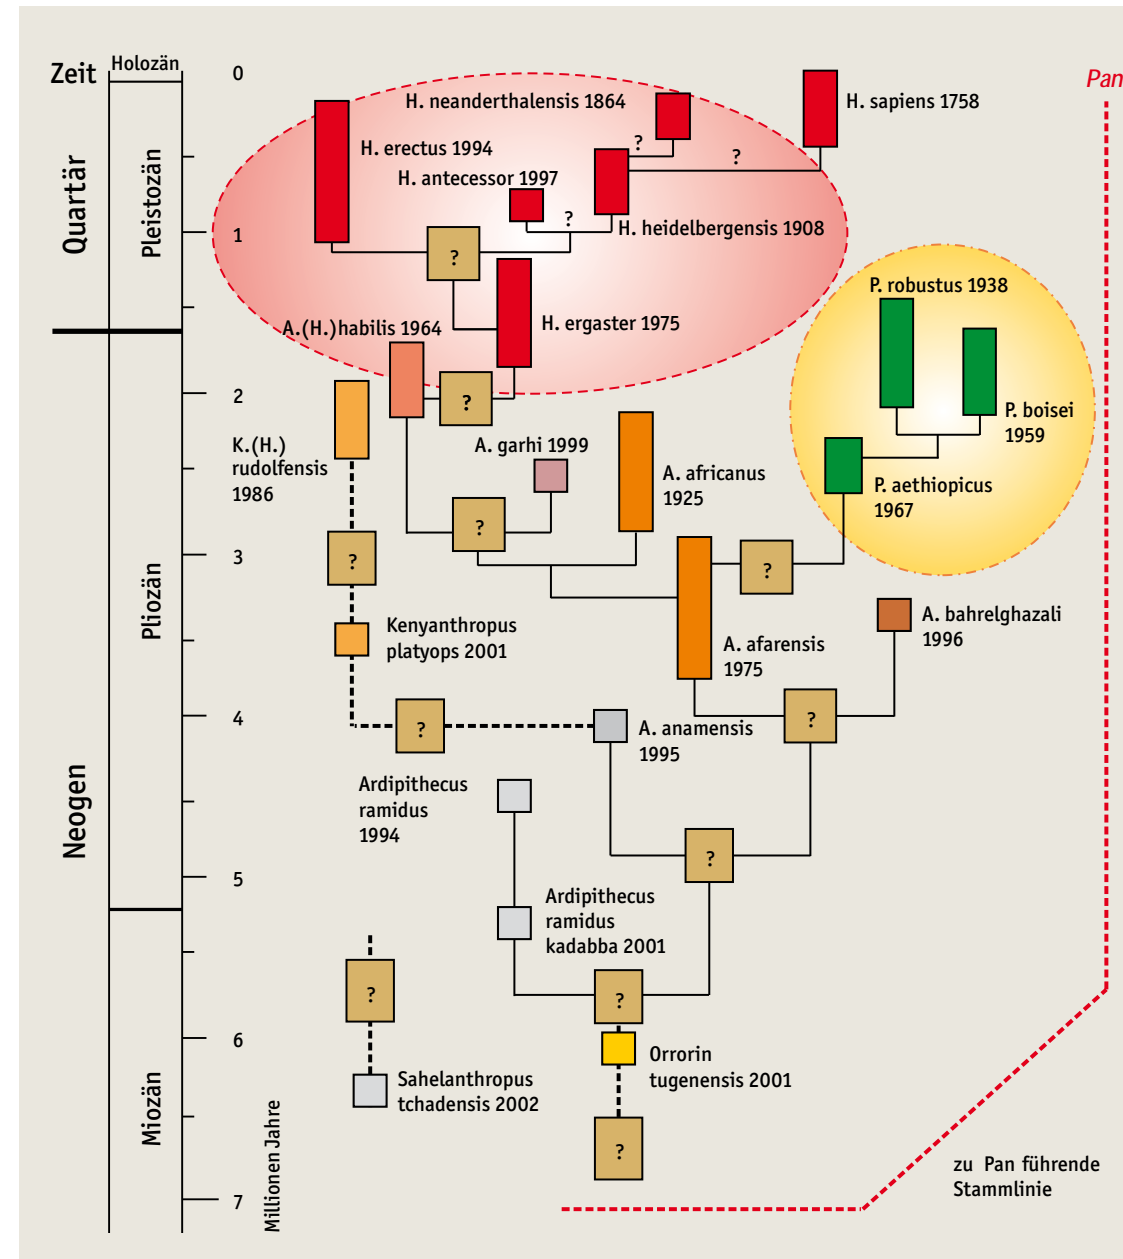 Zeit
Holozän
Quartär
Pleistozän
Neogen
Pliozän
Miozän
Millionen Jahre
0
1
2
3
4
5
6
7
H. neanderthalensis 1864
H. sapiens 1758
Pan
H. erectus 1994
?
?
H. antecessor 1997
?
H. heidelbergensis 1908
?
P. robustus 1938
A.(H.)habilis 1964
H. ergaster 1975
?
P. boisei
1959
K.(H.)
rudolfensis
1986
A. garhi 1999
A. africanus
1925
P. aethiopicus
1967
?
?
?
Kenyanthropus
platyops 2001
A. afarensis
1975
A. bahrelghazali
1996
?
A. anamensis
1995
?
Ardipithecus
ramidus
1994
?
Ardipithecus
ramidus
kadabba 2001
?
?
Orrorin
tugenensis 2001
Sahelanthropus
tchadensis 2002
?
zu Pan führende
Stammlinie